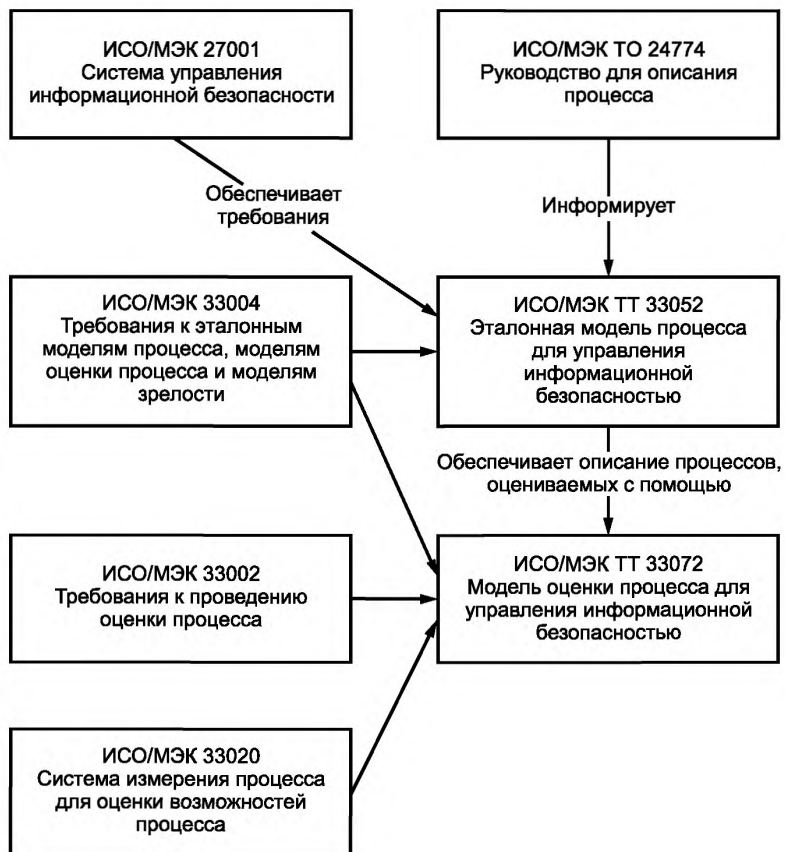 ИСО/МЭК 27001
Система управления
информационной безопасности
ИСО/МЭК ТО 24774
Руководство для описания
процесса
Обеспечивает
требования
Информирует
ИСО/МЭК 33004
Требования к эталонным
моделям процесса, моделям
оценки процесса и моделям
зрелости
ИСО/МЭК ТТ 33052
Эталонная модель процесса
для управления
информационной
безопасностью
Обеспечивает описание процессов,
оцениваемых с помощью
ИСО/МЭК 33002
Требования к проведению
оценки процесса
ИСО/МЭК ТТ 33072
Модель оценки процесса для
управления информационной
безопасностью
ИСО/МЭК 33020
Система измерения процесса
для оценки возможностей
процесса